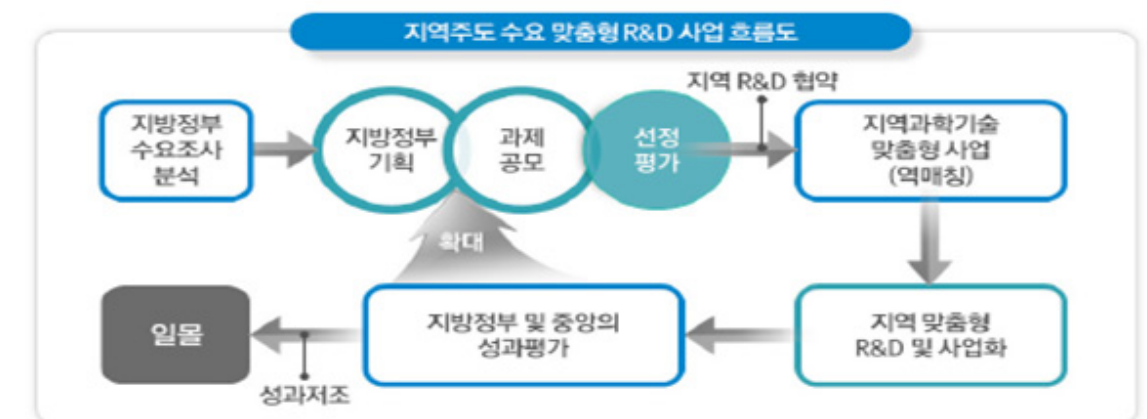 지역주도 수요 맞춤형 R&D 사업 흐름도
지방정부
수요조사
분석
지방정부
기획
과제
공모
선정
평가
지역 R&D 협약
지역과학기술
맞춤형 사업
(역매칭)
확대
일몰
성과저조
지방정부 및 중앙의
성과평가
지역 맞춤형
R&D 및 사업화